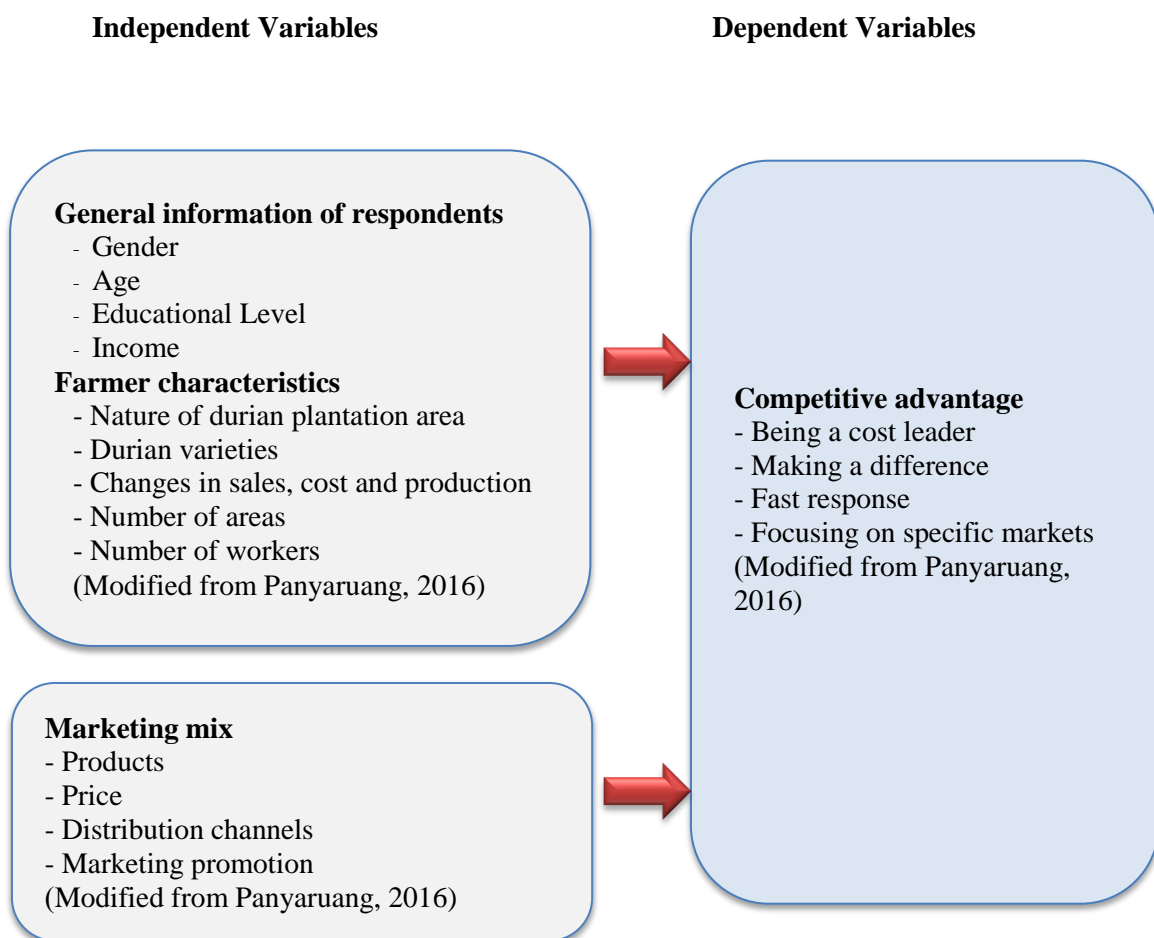 Independent Variables
Dependent Variables
General information of respondents
- Gender
- Age
- Educational Level
- Income
Farmer characteristics
- Nature of durian plantation area
- Durian varieties
- Changes in sales, cost and production
- Number of areas
- Number of workers
(Modified from Panyaruang, 2016)
Marketing mix
- Products
- Price
- Distribution channels
- Marketing promotion
(Modified from Panyaruang, 2016)
Competitive advantage
- Being a cost leader
- Making a difference
- Fast response
- Focusing on specific markets
(Modified from Panyaruang,
2016)